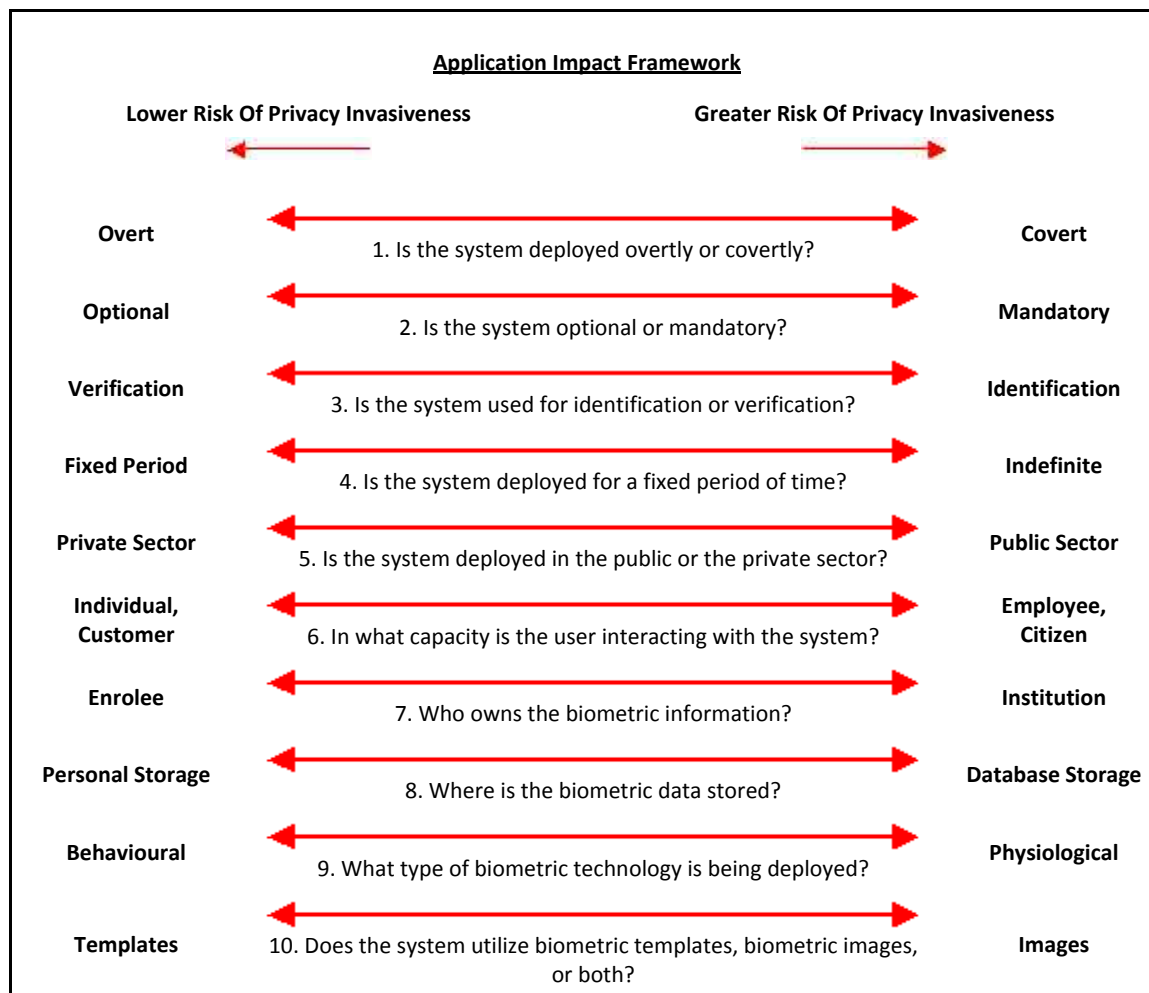 Application Impact Framework
Lower Risk Of Privacy Invasiveness
Greater Risk Of Privacy Invasiveness
Overt
1. Is the system deployed overtly or covertly?
Covert
Optional
2. Is the system optional or mandatory?
Mandatory
Verification
3. Is the system used for identification or verification?
Identification
Fixed Period
4. Is the system deployed for a fixed period of time?
Indefinite
Private Sector
5. Is the system deployed in the public or the private sector?
Public Sector
Individual,
Customer
6. In what capacity is the user interacting with the system?
Employee,
Citizen
Enrolee
7. Who owns the biometric information?
Institution
Personal Storage
8. Where is the biometric data stored?
Database Storage
Behavioural
9. What type of biometric technology is being deployed?
Physiological
Templates
10. Does the system utilize biometric templates, biometric images,
or both?
Images